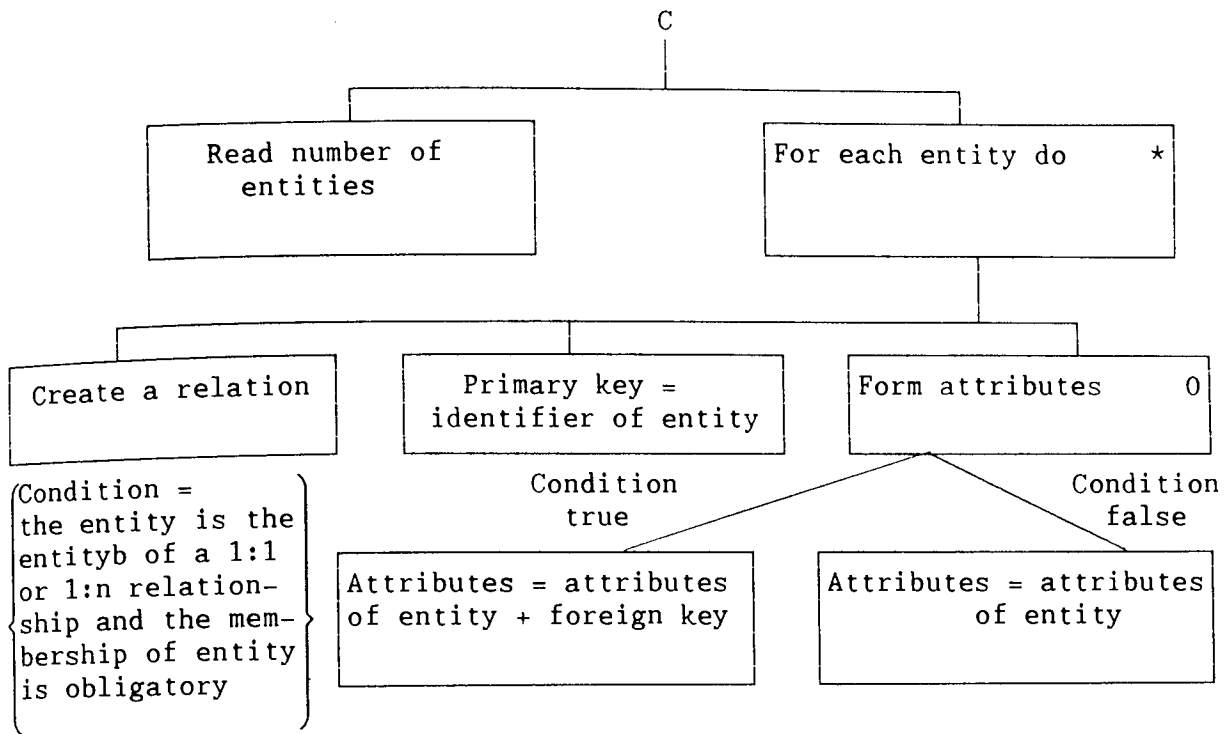 C
Read number of
entities
For each entity do *
Create a relation
Primary key =
identifier of entity
Form attributes O
Condition =
the entity is the
entityb of a 1:1
or 1:n relation-
ship and the mem-
bership of entity
is obligatory
Condition
true
Condition
false
Attributes = attributes
of entity + foreign key
Attributes = attributes
of entity